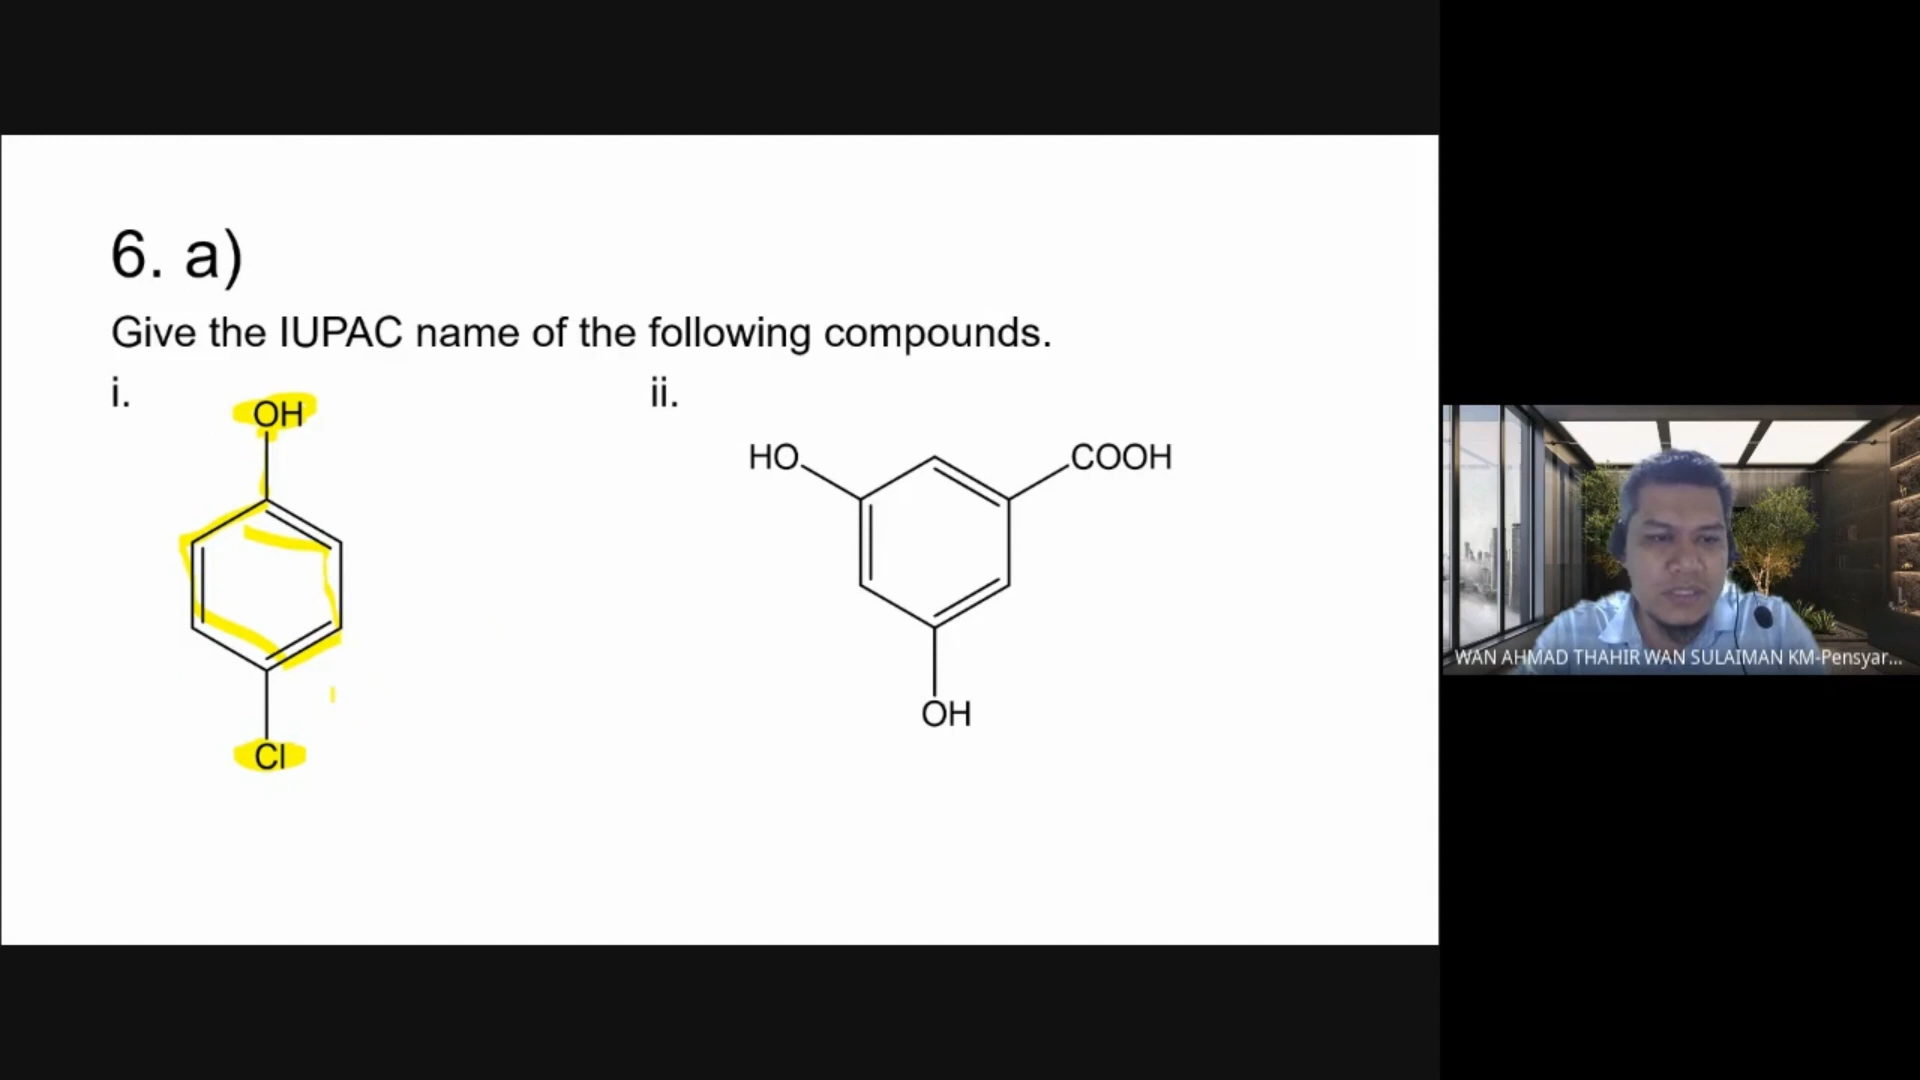 6. a)
Give the IUPAC name of the following compounds.
i.
ii.
OH
Cl
HO
COOH
OH
WAN AHMAD THAHIR WAN SULAIMAN KM-Pensyar...